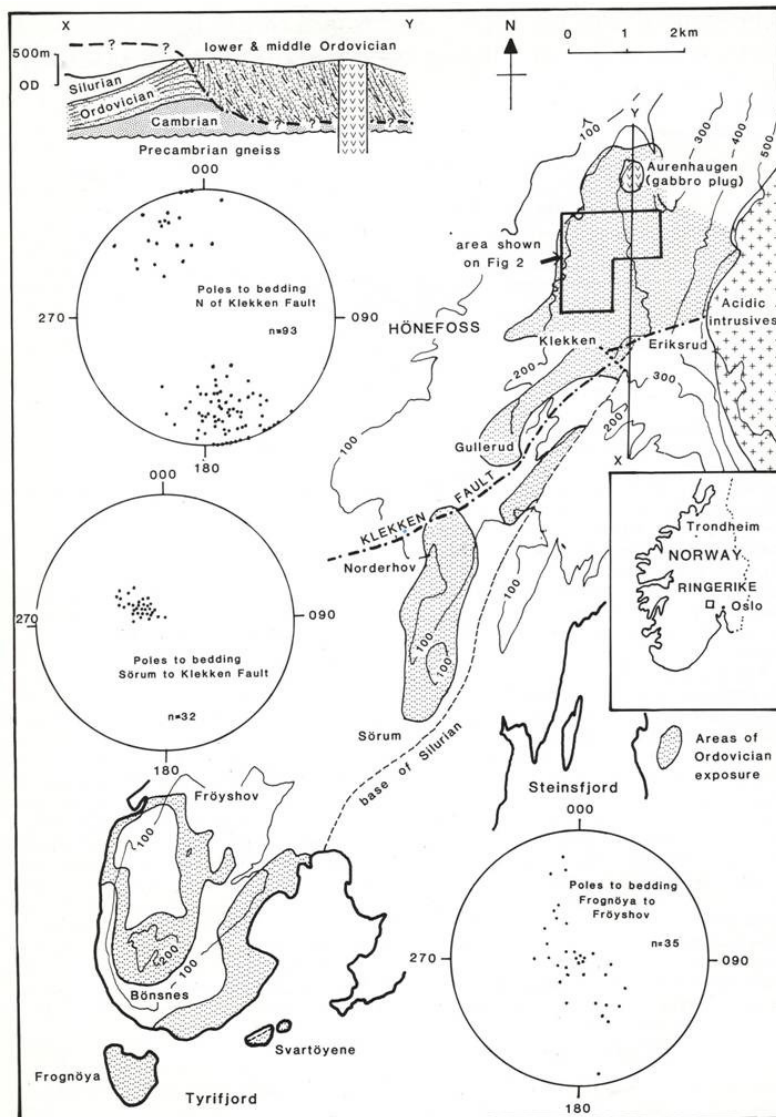 X
Y
500m
OD
? ?
lower & middle Ordovician
Silurian
Ordovician
Cambrian
? ? ?
Precambrian gneiss
N
0 1 2km
000
Poles to bedding
N of Klekken Fault
n=93
270
090
180
000
Poles to bedding
Sörum to Klekken Fault
n=32
270
090
180
100
Y
300
400
500
Aurenhaugen
(gabbro plug)
area shown
on Fig 2
Acidic
intrusives
HÖNEFOSS
Klekken
Eriksrud
200
300
100
200
Gullerud
X
KLEKKEN FAULT
Norderhov
100
100
100
Sörum
base of Silurian
Trondheim
NORWAY
RINGERIKE
Oslo
Areas of
Ordovician
exposure
Steinsfjord
Fröyshov
100
200
100
Bönsnes
Svartöyene
Frognöya
Tyrifjord
000
Poles to bedding
Frognöya to
Fröyshov
n=35
270
090
180